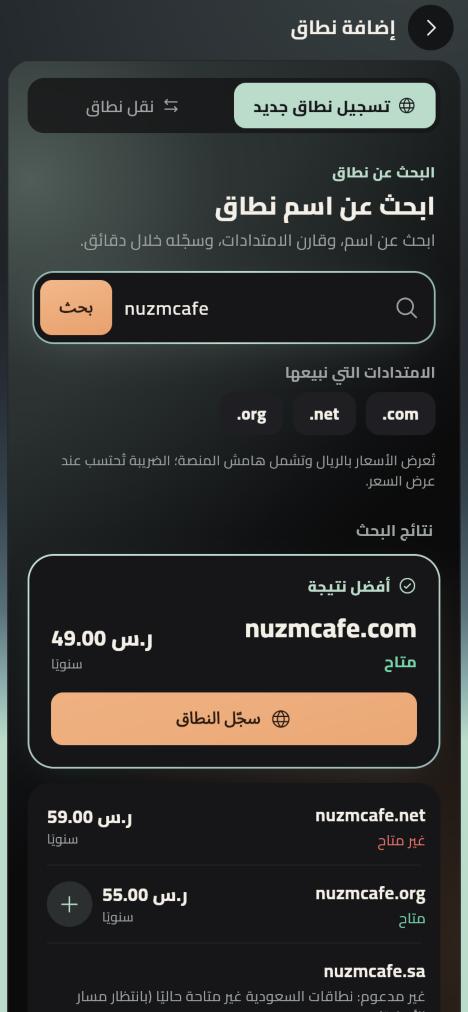 إضافة نطاق
تسجيل نطاق جديد
نقل نطاق
البحث عن نطاق
ابحث عن اسم نطاق
ابحث عن اسم، وقارن الامتدادات، وسجّله خلال دقائق.
nuzmcafe
بحث
الامتدادات التي نبيعها
.com
.net
.org
تُعرض الأسعار بالريال وتشمل هامش المنصة؛ الضريبة تُحتسب عند
عرض السعر.
نتائج البحث
أفضل نتيجة
nuzmcafe.com
ر.س 49.00
متاح
سنويًا
سجّل النطاق
nuzmcafe.net
ر.س 59.00
غير متاح
سنويًا
nuzmcafe.org
ر.س 55.00
متاح
سنويًا
nuzmcafe.sa
غير مدعوم: نطاقات السعودية غير متاحة حاليًا (بانتظار مسار